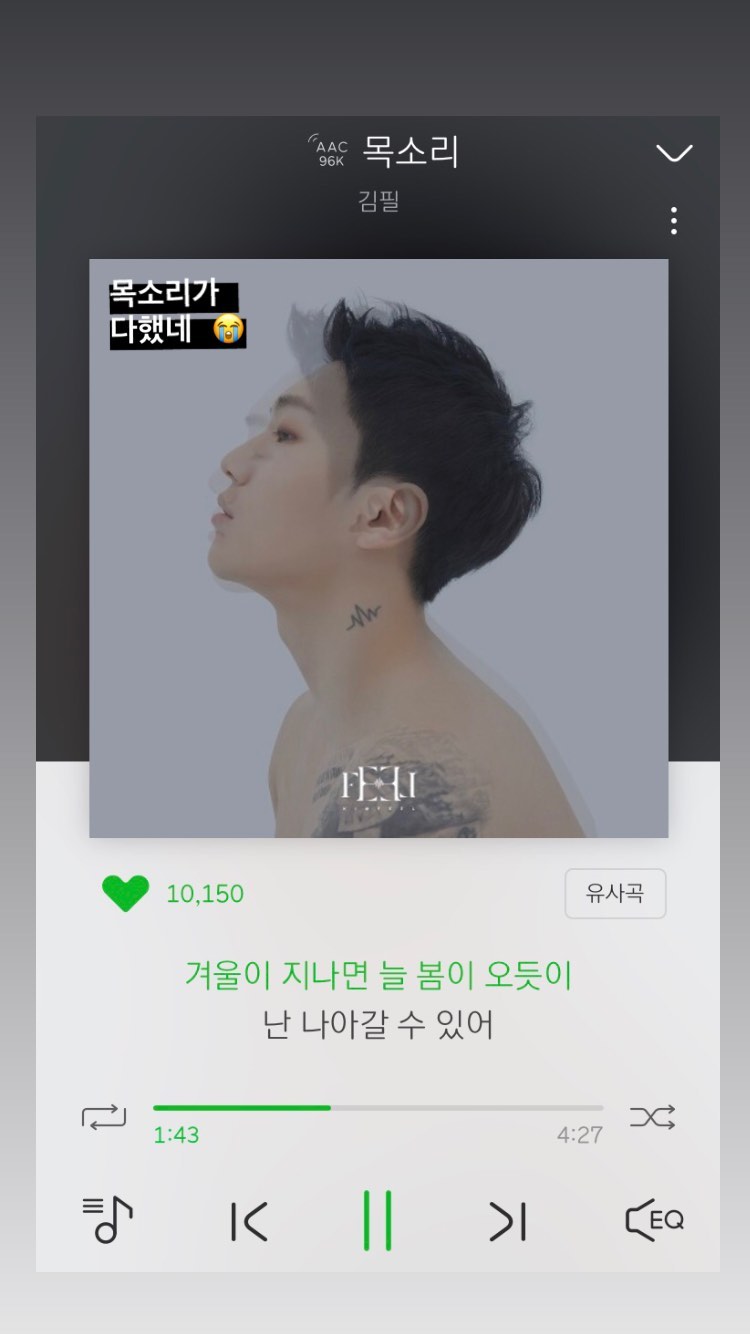 AAC
96K
목소리
김필
목소리가
다했네 😭
10,150
유사곡
겨울이 지나면 늘 봄이 오듯이
난 나아갈 수 있어
1:43
4:27
EQ